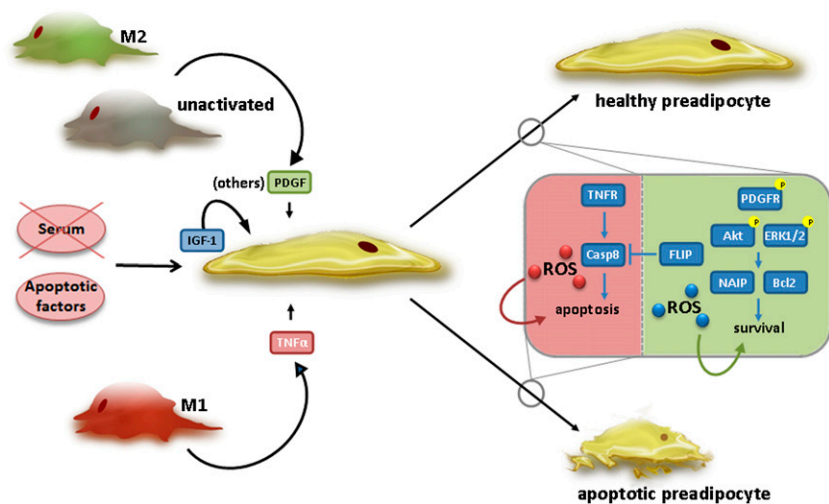 M2
unactivated
(others) PDGF
IGF-1
Serum
Apoptotic
factors
TNFα
M1
healthy preadipocyte
TNFR
Casp8
ROS
apoptosis
FLIP
P
PDGFR
P
P
Akt
ERK1/2
NAIP
Bcl2
ROS
survival
apoptotic preadipocyte